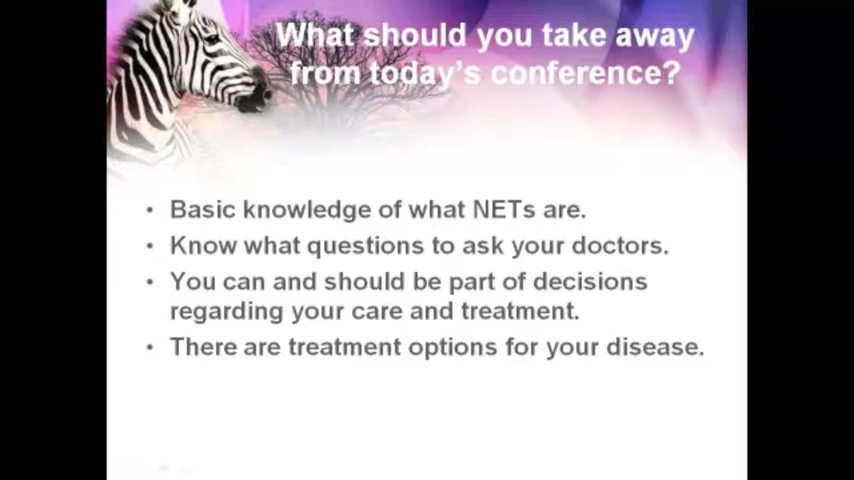 What should you take away
from today's conference?
• Basic knowledge of what NETs are.
• Know what questions to ask your doctors.
• You can and should be part of decisions
regarding your care and treatment.
• There are treatment options for your disease.